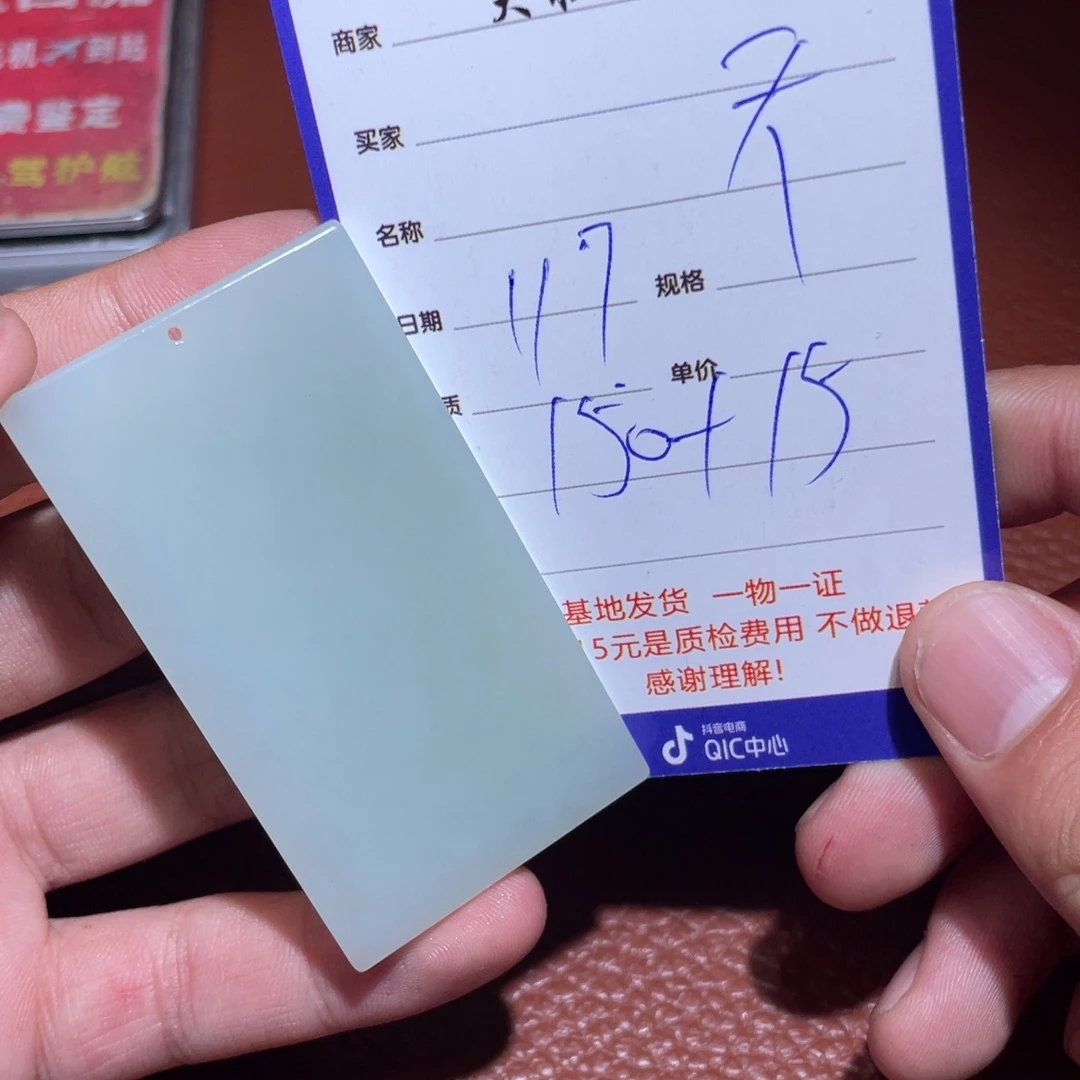 机 到站
费鉴定
驾护航
商家
买家
名称
日期 117 规格
质 单价
150+15
基地发货 一物一证
15元是质检费用 不做退
感谢理解!
抖音电商
QIC中心